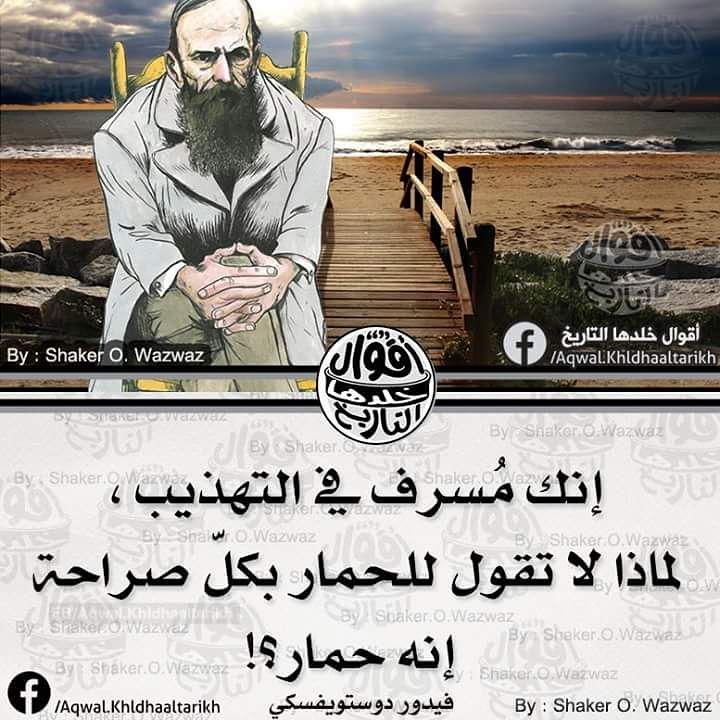 أقوال خلدها التاريخ
/Aqwal.Khldhaaltarikh
By : Shaker O. Wazwaz
أقوال
خلدها
التاريخ
إنك مُسرف في التهذيب ،
لماذا لا تقول للحمار بكلّ صراحة
إنه حمار؟!
فيدور دوستويفسكي
/Aqwal.Khldhaaltarikh
By : Shaker O. Wazwaz